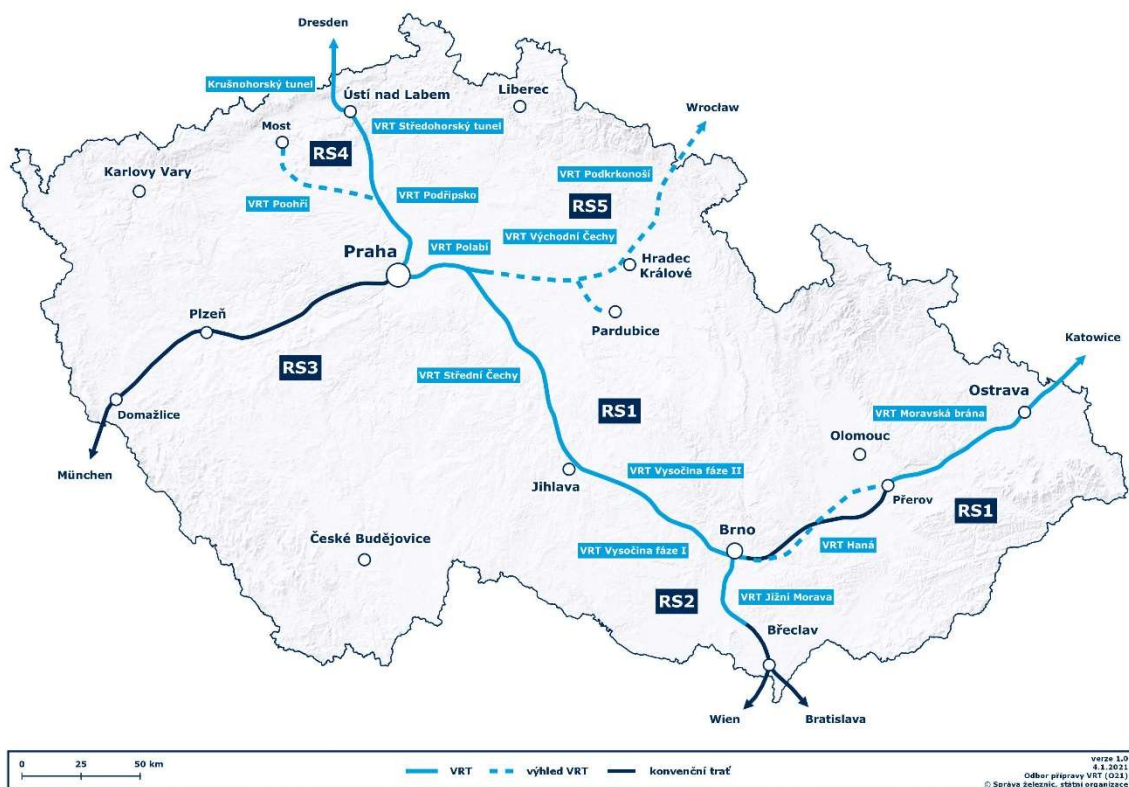 Dresden
Krušnohorský tunel
Ústí nad Labem
Liberec
Wrocław
Most
VRT Středohorský tunel
RS4
VRT Podkrkonoší
Karlovy Vary
VRT Poohří
VRT Podřipsko
RS5
VRT Východní Čechy
Praha
VRT Polabí
Hradec
Králové
Plzeň
Pardubice
Katowice
RS3
VRT Střední Čechy
Ostrava
Domažlice
RS1
VRT Moravská brána
Olomouc
München
Jihlava
VRT Vysočina fáze II
Přerov
RS1
České Budějovice
Brno
VRT Vysočina fáze I
VRT Haná
RS2
VRT Jižni Morava
Břeclav
Wien
Bratislava
0 25 50 km
VRT
výhled VRT
konvenční trať
verze 1.0
4.1.2021
Odbor přípravy VRT (O21)
© Správa železnic, státní organizace